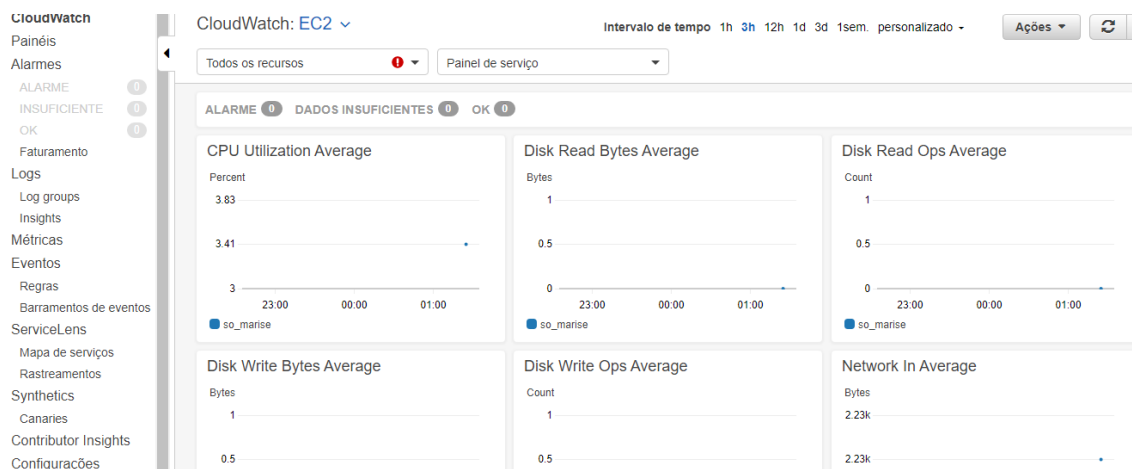 CloudWatch
Painéis
Alarmes
ALARME 0
INSUFICIENTE 0
OK 0
Faturamento
Logs
Log groups
Insights
Métricas
Eventos
Regras
Barramentos de eventos
ServiceLens
Mapa de serviços
Rastreamentos
Synthetics
Canaries
Contributor Insights
Configurações
CloudWatch: EC2
Intervalo de tempo 1h 3h 12h 1d 3d 1sem. personalizado
Ações
Todos os recursos
Painel de serviço
ALARME 0 DADOS INSUFICIENTES 0 OK 0
CPU Utilization Average
Percent
3.83
3.41
3
23:00 00:00 01:00
so_marise
Disk Read Bytes Average
Bytes
1
0.5
0
23:00 00:00 01:00
so_marise
Disk Read Ops Average
Count
1
0.5
0
23:00 00:00 01:00
so_marise
Disk Write Bytes Average
Bytes
1
0.5
Disk Write Ops Average
Count
1
0.5
Network In Average
Bytes
2.23k
2.23k